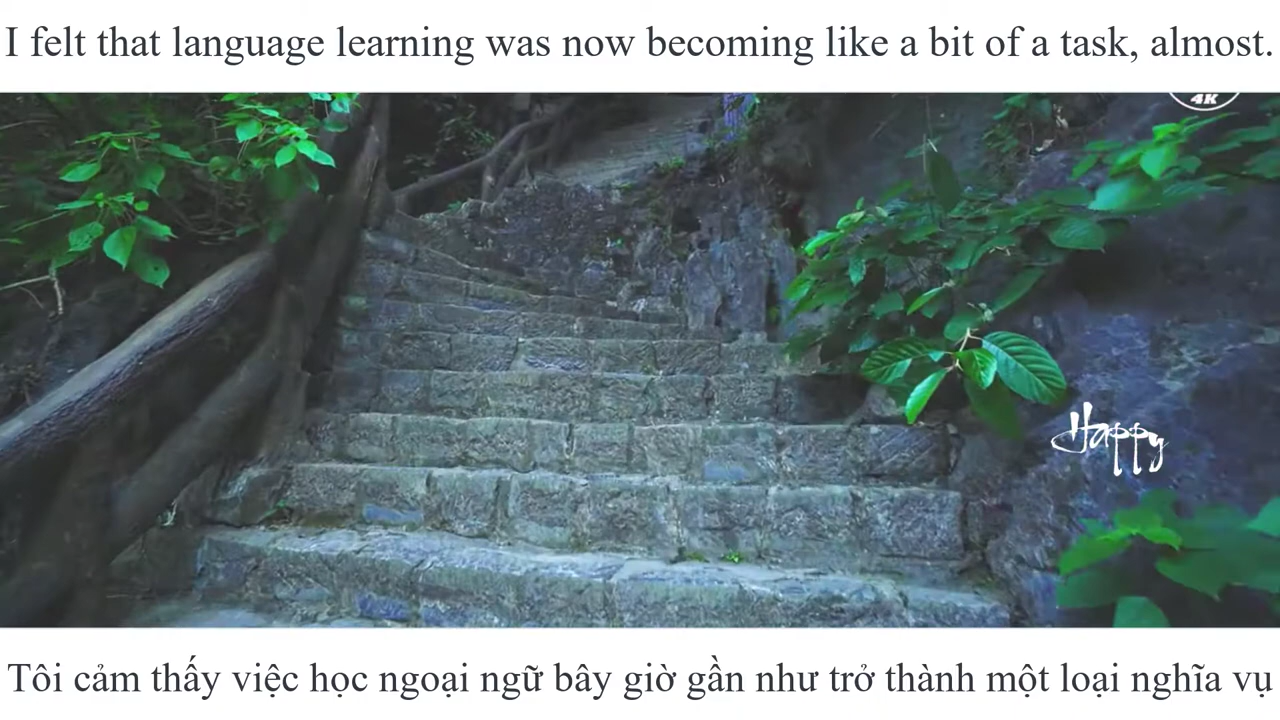 I felt that language learning was now becoming like a bit of a task, almost.
4K
Happy
Tôi cảm thấy việc học ngoại ngữ bây giờ gần như trở thành một loại nghĩa vụ